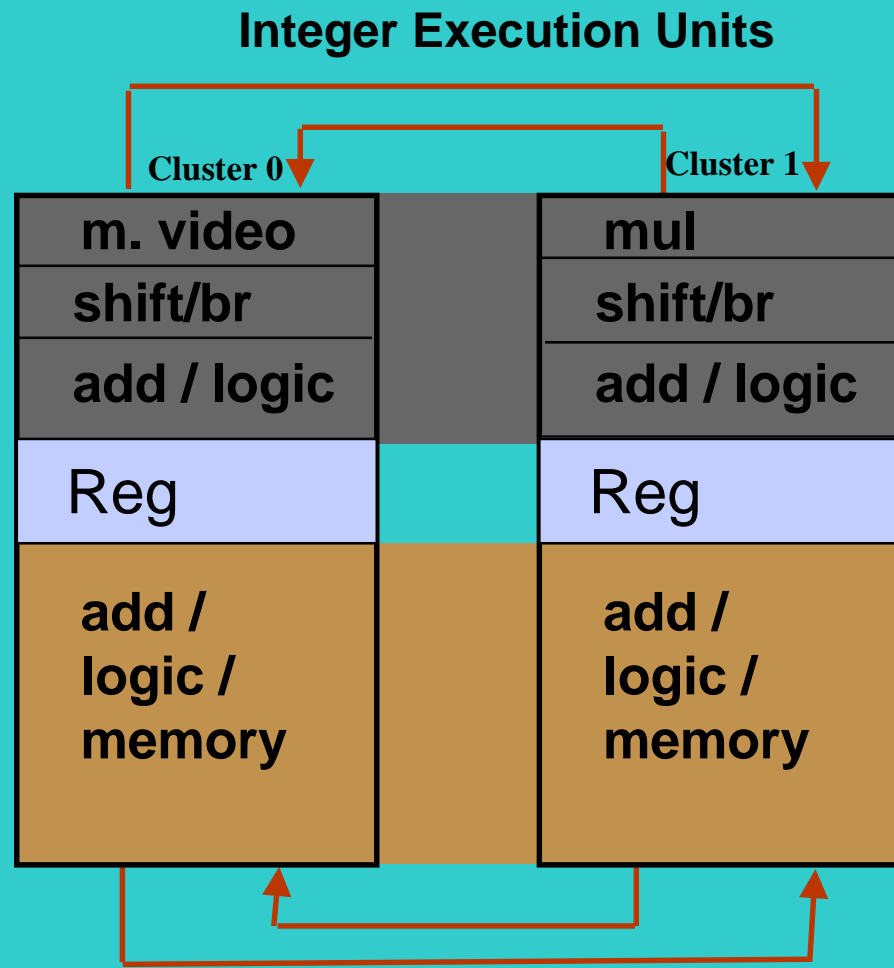 Integer Execution Units
Cluster 0
m. video
shift/br
add / logic
Reg
add /
logic /
memory
Cluster 1
mul
shift/br
add / logic
Reg
add /
logic /
memory